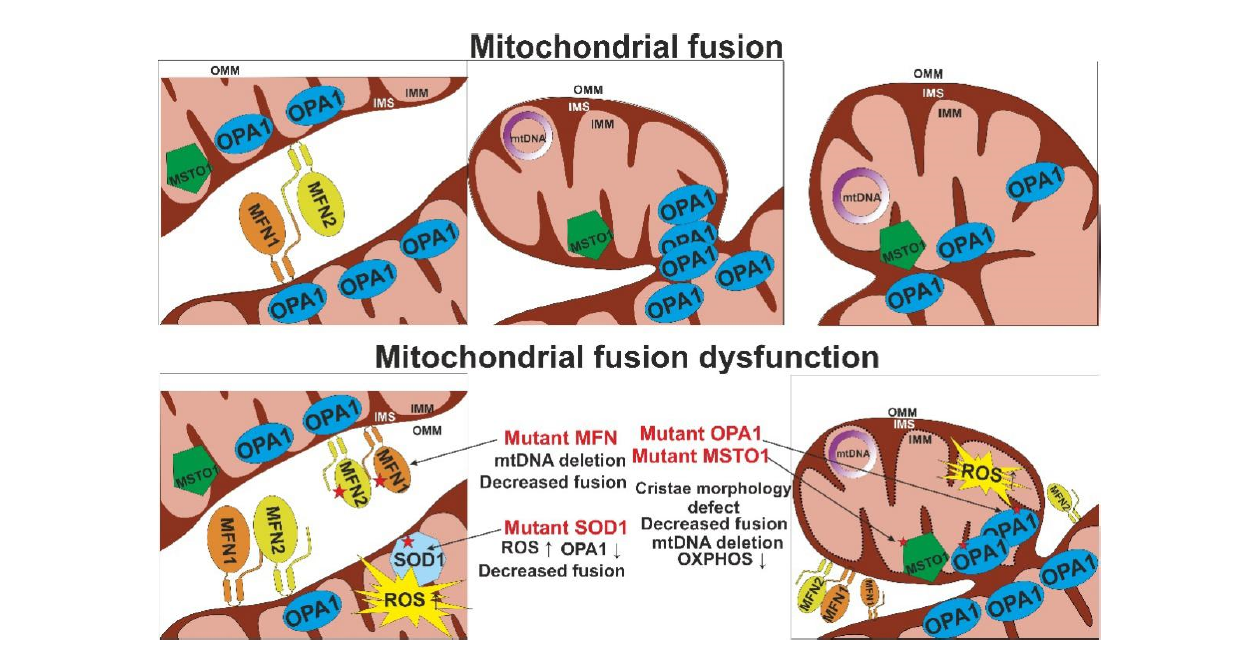 Mitochondrial fusion
OMM
IMS
IMM
OPA1
OPA1
MSTO1
MFN2
MFN1
OPA1
OPA1
OPA1
OMM
IMS
IMM
mtDNA
OPA1
MSTO1
OPA1
OPA1
OPA1
OPA1
OMM
IMS
IMM
mtDNA
OPA1
MSTO1
OPA1
OPA1
Mitochondrial fusion dysfunction
IMM
IMS
OMM
OPA1
OPA1
MSTO1
MFN2
MFN1
MFN1
MFN2
SOD1
ROS ↑
OPA1
Mutant MFN
mtDNA deletion
Decreased fusion
Mutant SOD1
ROS ↑ OPA1 ↓
Decreased fusion
Mutant OPA1
Mutant MSTO1
Cristae morphology
defect
Decreased fusion
mtDNA deletion
OXPHOS ↓
OMM
IMS
IMM
mtDNA
ROS ↑
MFN2
OPA1
OPA1
MSTO1
MFN2
MFN1
MFN1
OPA1
OPA1
OPA1